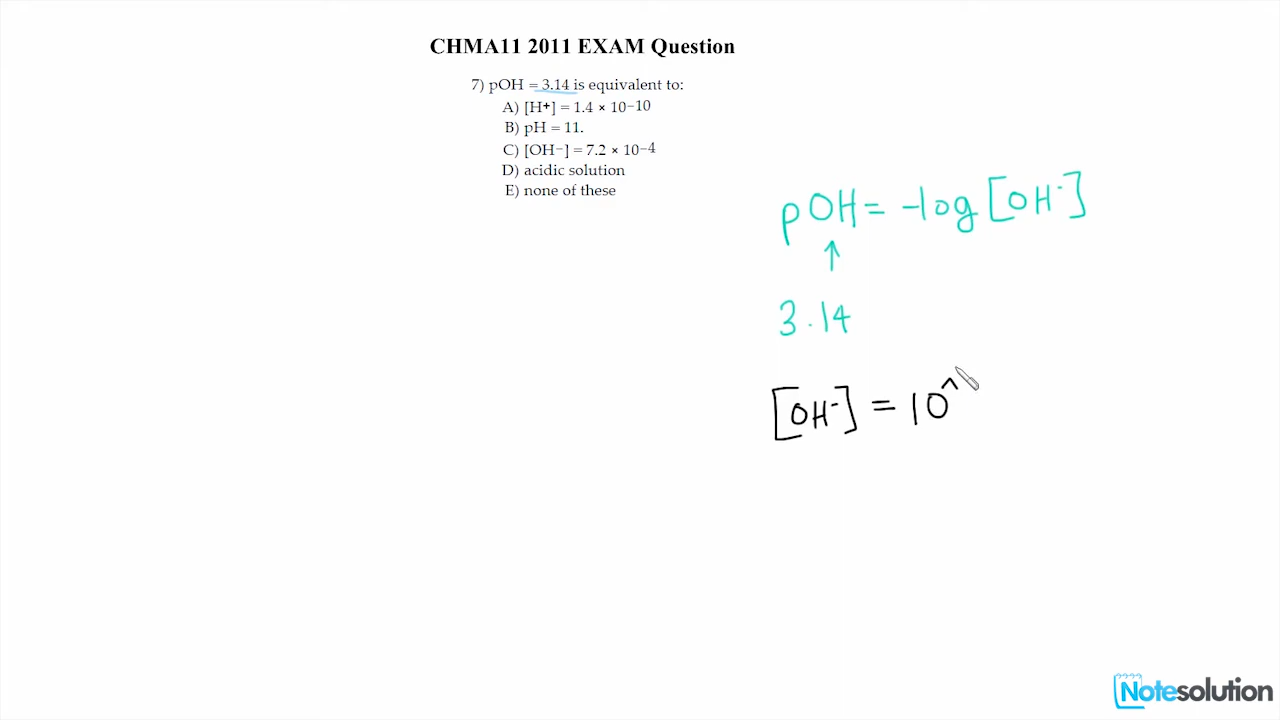 CHMA11 2011 EXAM Question
7) pOH = 3.14 is equivalent to:
A) [H⁺] = 1.4 × 10⁻¹⁰
B) pH = 11.
C) [OH⁻] = 7.2 × 10⁻⁴
D) acidic solution
E) none of these
pOH = -log [OH⁻]
↑
3.14
[OH⁻] = 10^
Notesolution